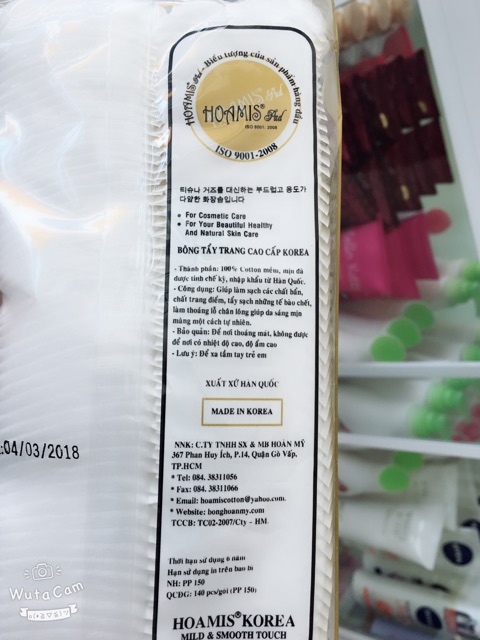 HOAMIS® Pad - Biểu tượng của sản phẩm hàng đầu
HOAMIS® Pad
ISO 9001: 2008
ISO 9001-2008
티슈나 거즈를 대신하는 부드럽고 용도가
다양한 화장솜입니다
● For Cosmetic Care
● For Your Beautiful Healthy
And Natural Skin Care
BÔNG TẨY TRANG CAO CẤP KOREA
- Thành phần: 100% Cotton mềm, mịn đã
được tinh chế kỹ, nhập khẩu từ Hàn Quốc.
- Công dụng: Giúp làm sạch các chất bẩn,
chất trang điểm, tẩy sạch những tế bào chết,
làm thoáng lỗ chân lông giúp da sáng mịn
màng một cách tự nhiên.
- Bảo quản: Để nơi thoáng mát, không được
để nơi có nhiệt độ cao, độ ẩm cao
- Lưu ý: Để xa tầm tay trẻ em
XUẤT XỨ HÀN QUỐC
MADE IN KOREA
NNK: C.TY TNHH SX & MB HOÀN MỸ
367 Phan Huy Ích, P.14, Quận Gò Vấp,
TP.HCM
* Tel: 084. 38311056
* Fax: 084. 38311066
* Email: hoamiscotton@yahoo.com
* Website: bonghoanmy.com
TCCB: TC02-2007/Cty - HM
:04/03/2018
Thời hạn sử dụng 6 năm
Hạn sử dụng in trên bao bì
NH: PP 150
QCĐG: 140 pcs/gói (PP 150)
HOAMIS® KOREA
MILD & SMOOTH TOUCH
WutaCam